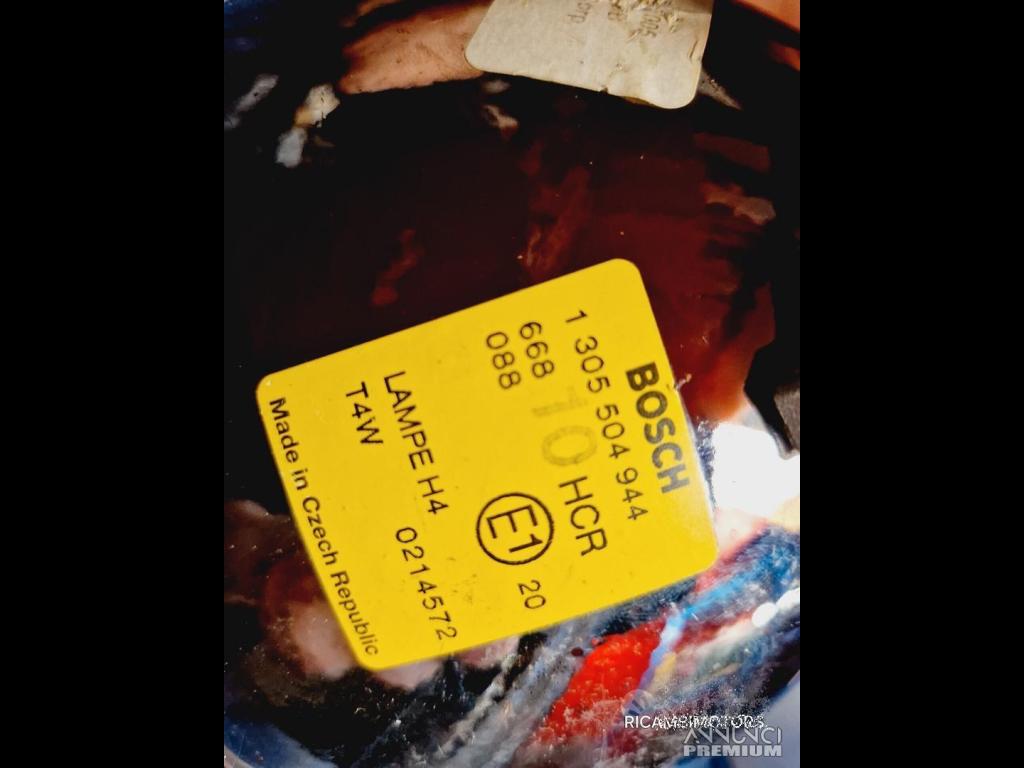 BOSCH
1 305 504 944
668 10 HCR
088 E1 20
LAMPE H4 0214572
T4W
Made in Czech Republic
RICAMBIMOTORS
ANNUNCI
PREMIUM